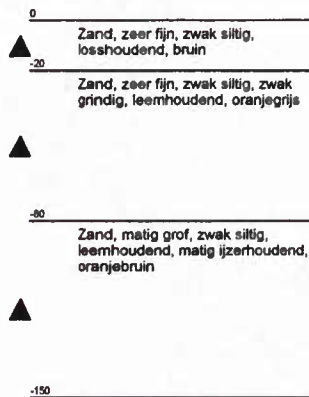 0
Zand, zeer fijn, zwak siltig,
losshoudend, bruin
-20
Zand, zeer fijn, zwak siltig, zwak
grindig, leemhoudend, oranjegrijs
-80
Zand, matig grof, zwak siltig,
leemhoudend, matig ijzerhoudend,
oranjebruin
-150